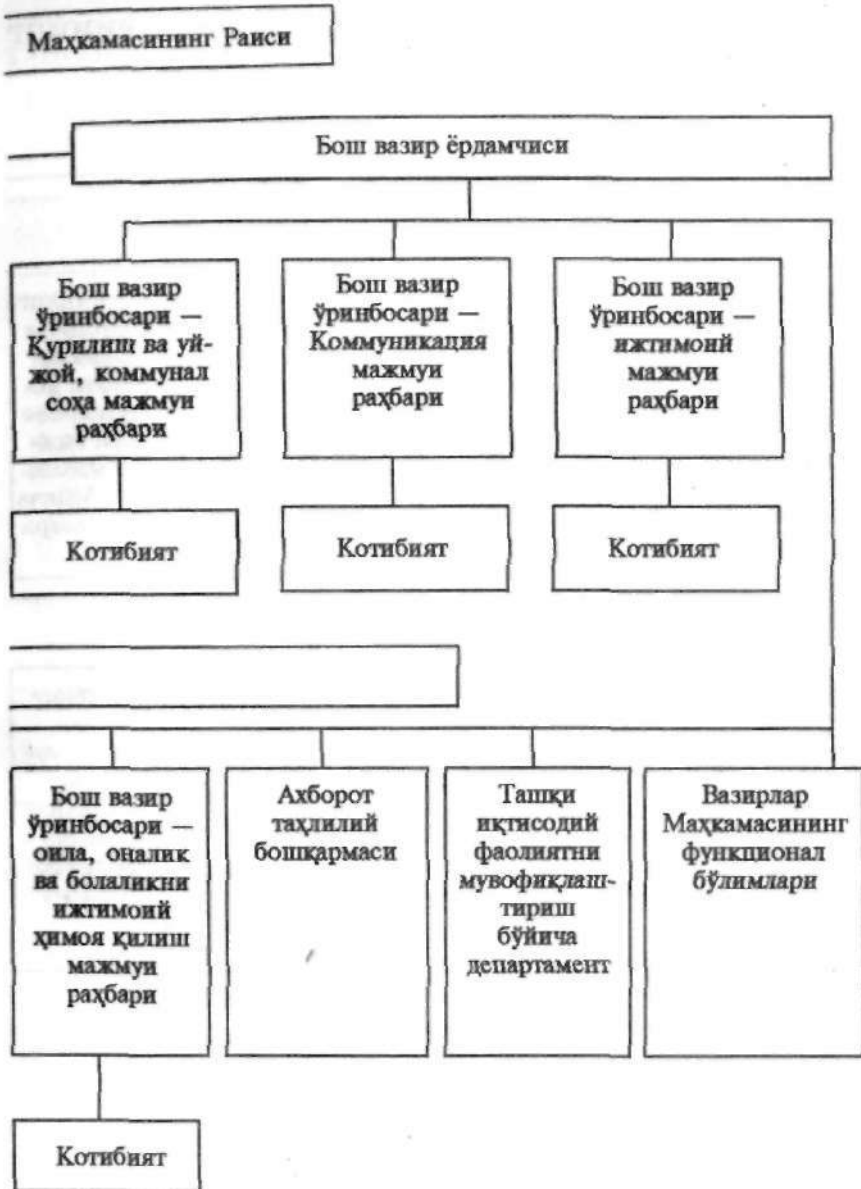 Маҳкамасининг Раиси
Бош вазир ёрдамчиси
Бош вазир
ўринбосари —
Қурилиш ва уй-
жой, коммунал
соҳа мажмуи
раҳбари
Бош вазир
ўринбосари —
Коммуникация
мажмуи
раҳбари
Бош вазир
ўринбосари —
ижтимоий
мажмуи
раҳбари
Котибият
Котибият
Котибият
Бош вазир
ўринбосари —
оила, оналик
ва болаликни
ижтимоий
ҳимоя қилиш
мажмуи
раҳбари
Ахборот
таҳлилий
бошқармаси
Ташқи
иқтисодий
фаолиятни
мувофиқлаш-
тириш
бўйича
департамент
Вазирлар
Маҳкамасининг
функционал
бўлимлари
Котибият